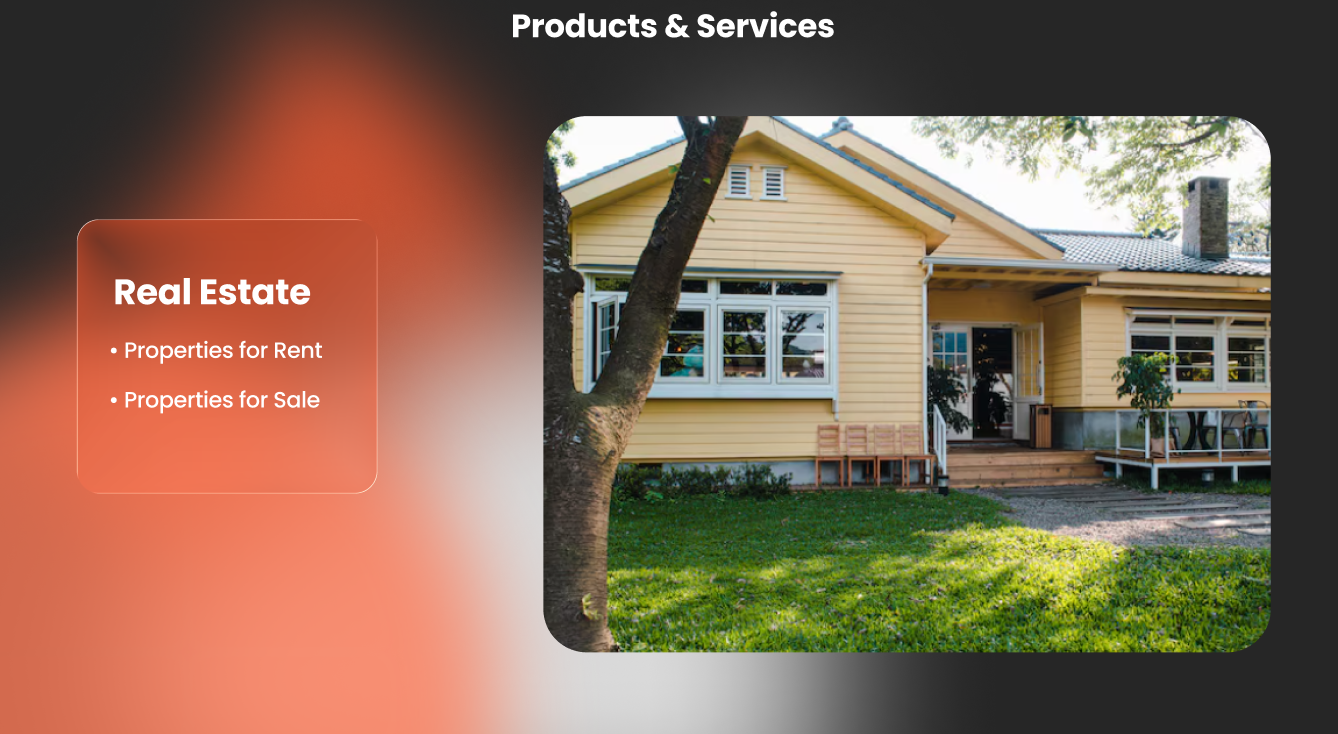 Products & Services
Real Estate
• Properties for Rent
• Properties for Sale